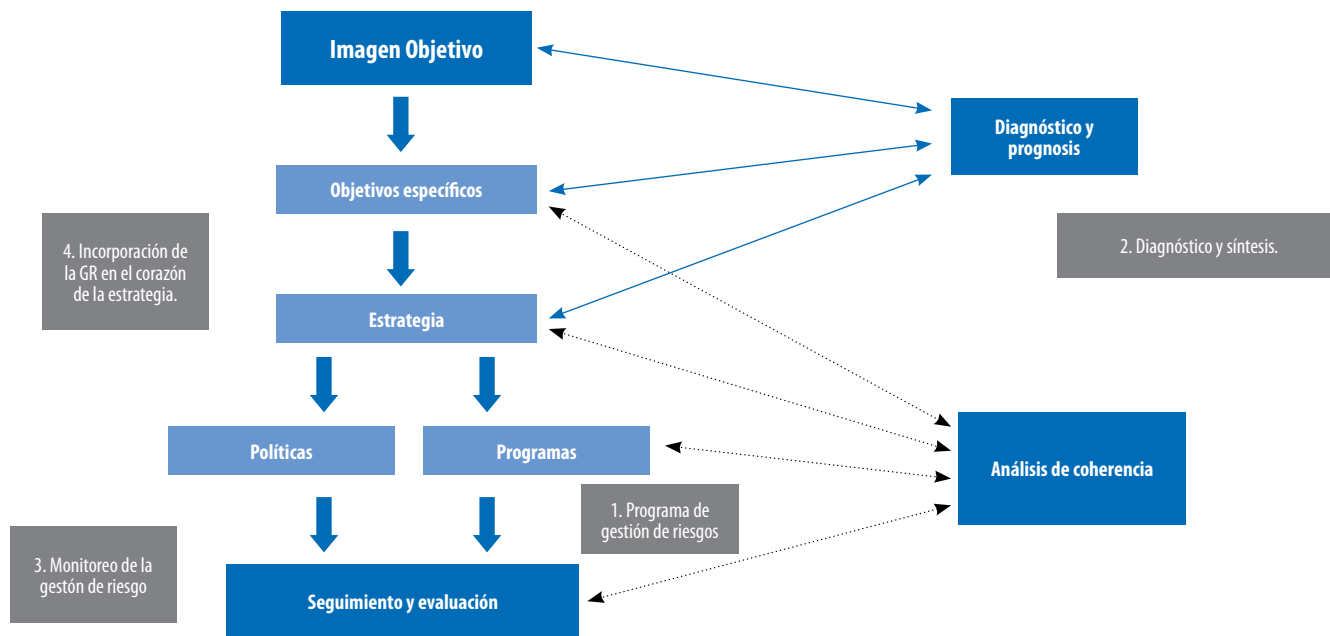 Imagen Objetivo
Diagnóstico y
prognosis
Objetivos específicos
4. Incorporación de
la GR en el corazón
de la estrategia.
2. Diagnóstico y síntesis.
Estrategia
Políticas
Programas
Análisis de coherencia
1. Programa de
gestión de riesgos
3. Monitoreo de la
gestón de riesgo
Seguimiento y evaluación